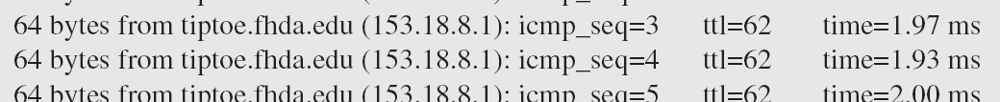 64 bytes from tiptoe.fhda.edu (153.18.8.1): icmp_seq=3 ttl=62 time=1.97 ms
64 bytes from tiptoe.fhda.edu (153.18.8.1): icmp_seq=4 ttl=62 time=1.93 ms
64 bytes from tiptoe.fhda.edu (153.18.8.1): icmp_seq=5 ttl=62 time=2.00 ms